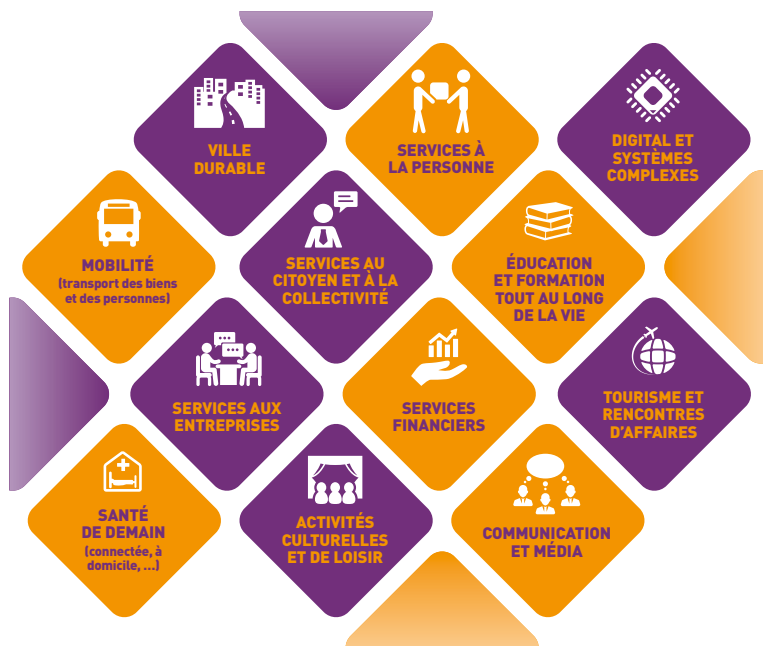 VILLE
DURABLE
SERVICES À
LA PERSONNE
DIGITAL ET
SYSTÈMES
COMPLEXES
MOBILITÉ
(transport des biens
et des personnes)
SERVICES AU
CITOYEN ET À LA
COLLECTIVITÉ
ÉDUCATION
ET FORMATION
TOUT AU LONG
DE LA VIE
SERVICES AUX
ENTREPRISES
SERVICES
FINANCIERS
TOURISME ET
RENCONTRES
D'AFFAIRES
SANTÉ
DE DEMAIN
(connectée, à
domicile, ...)
ACTIVITÉS
CULTURELLES
ET DE LOISIR
COMMUNICATION
ET MÉDIA